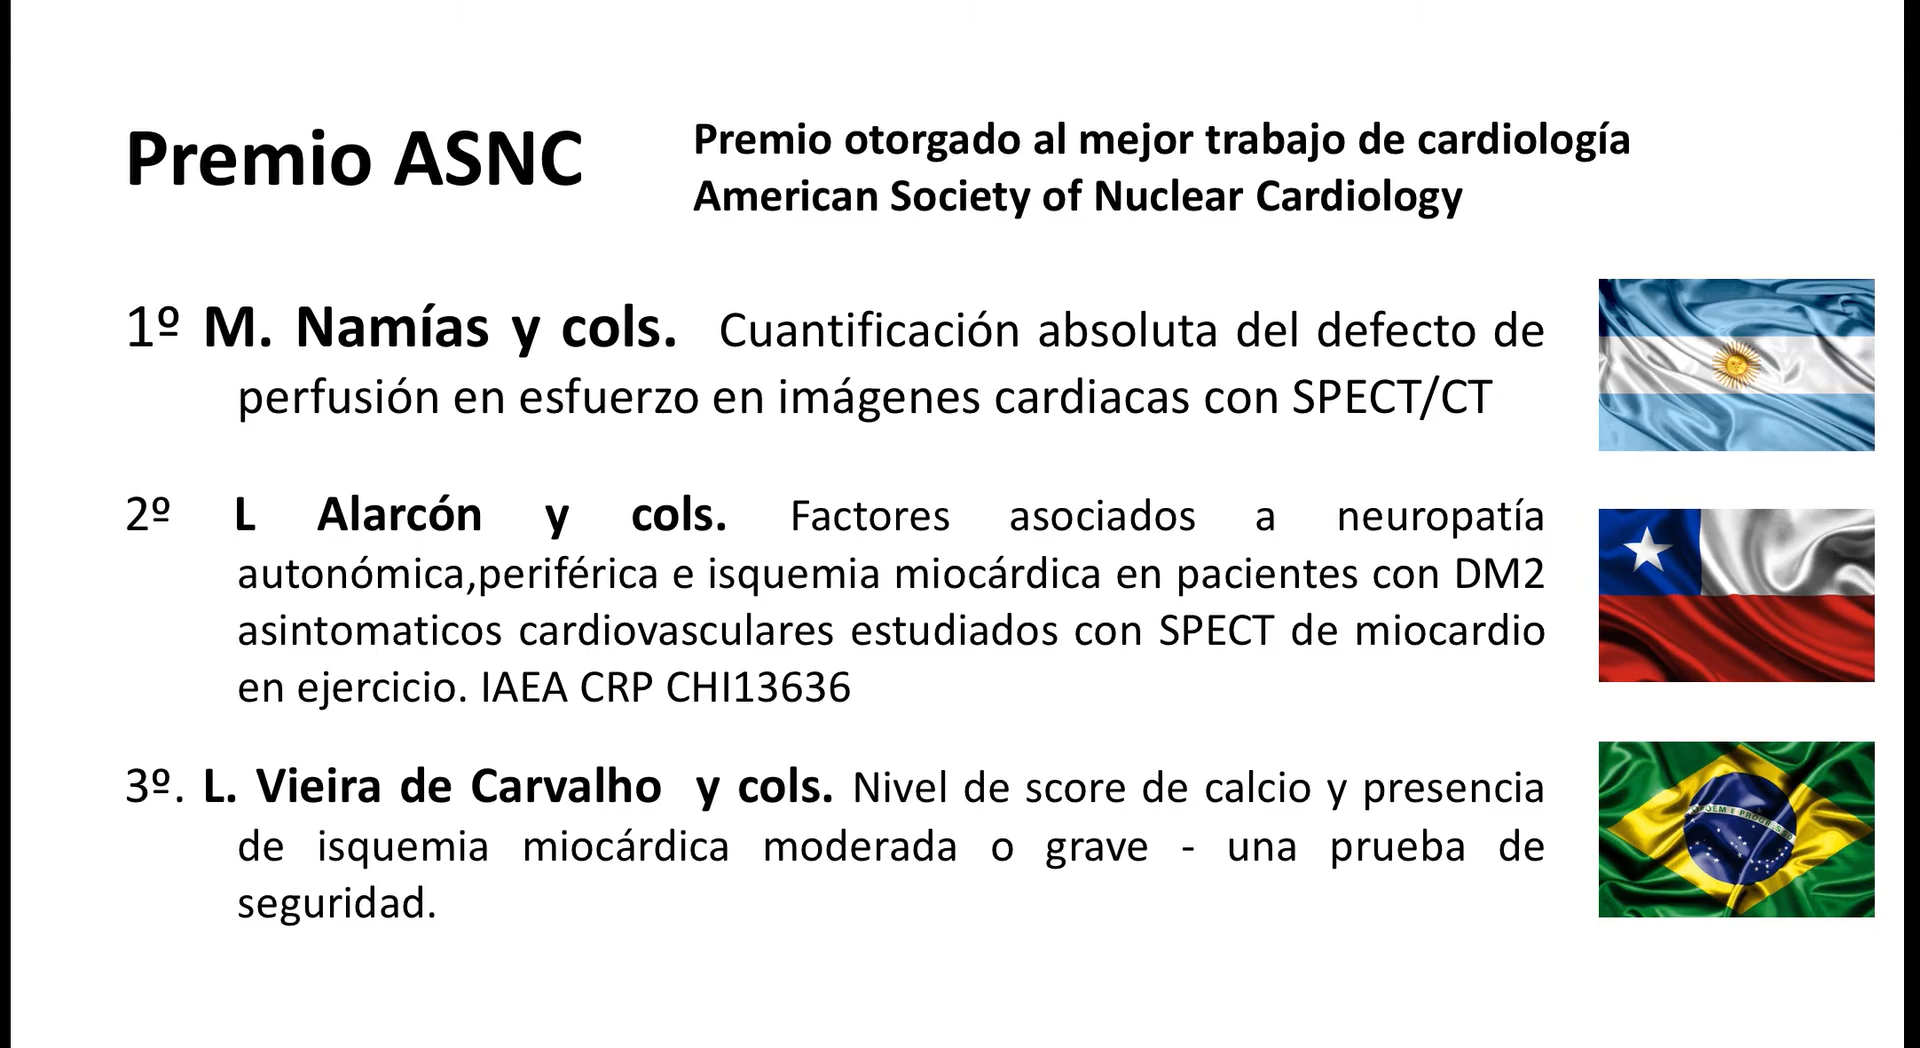 Premio ASNC
Premio otorgado al mejor trabajo de cardiología
American Society of Nuclear Cardiology
1º M. Namías y cols. Cuantificación absoluta del defecto de
perfusión en esfuerzo en imágenes cardiacas con SPECT/CT
2º L Alarcón y cols. Factores asociados a neuropatía
autonómica,periférica e isquemia miocárdica en pacientes con DM2
asintomaticos cardiovasculares estudiados con SPECT de miocardio
en ejercicio. IAEA CRP CHI13636
3º. L. Vieira de Carvalho y cols. Nivel de score de calcio y presencia
de isquemia miocárdica moderada o grave - una prueba de
seguridad.